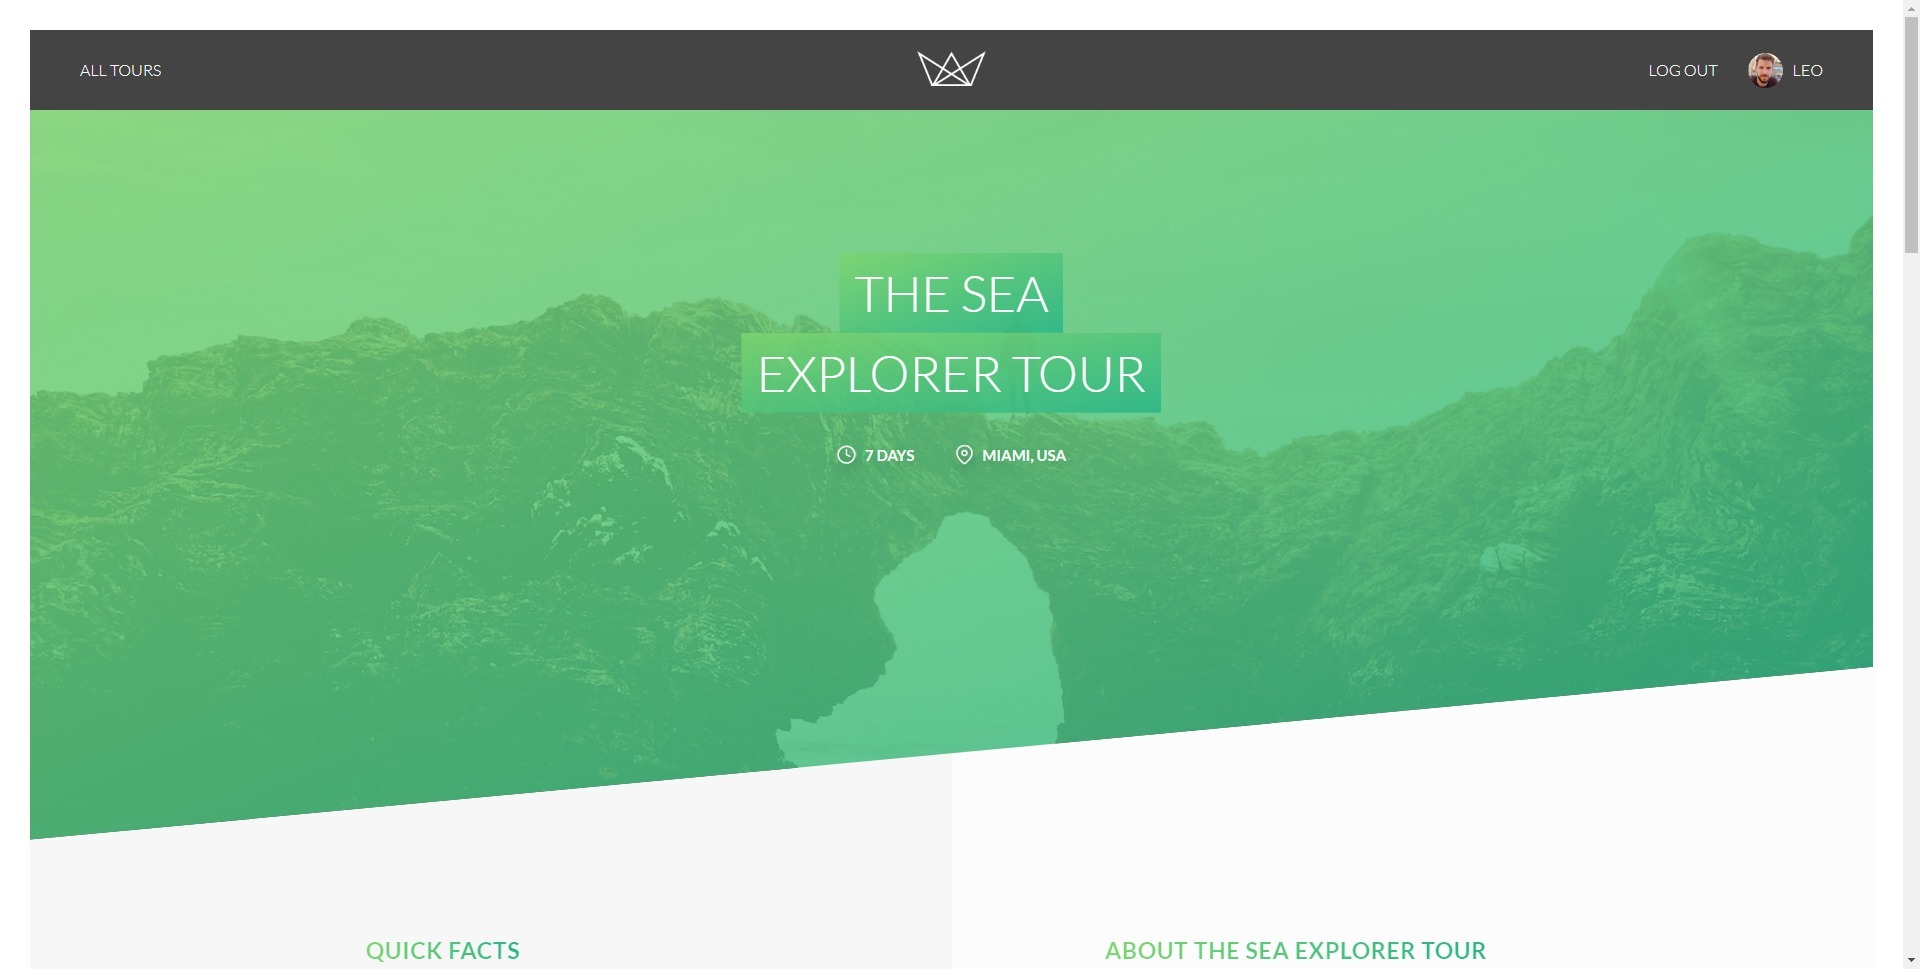 ALL TOURS
LOG OUT
LEO
THE SEA
EXPLORER TOUR
7 DAYS
MIAMI, USA
QUICK FACTS
ABOUT THE SEA EXPLORER TOUR